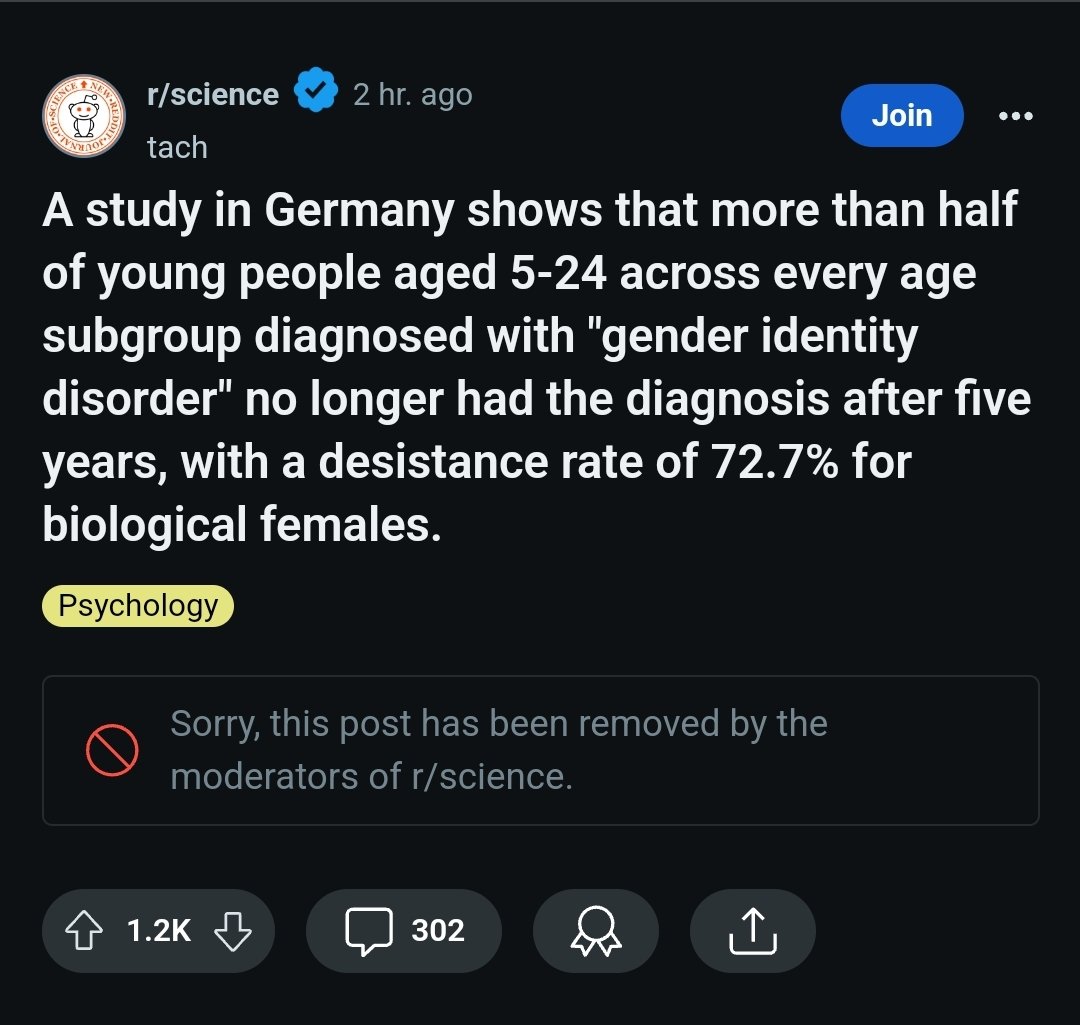 r/science 2 hr. ago
tach
Join
A study in Germany shows that more than half
of young people aged 5-24 across every age
subgroup diagnosed with "gender identity
disorder" no longer had the diagnosis after five
years, with a desistance rate of 72.7% for
biological females.
Psychology
Sorry, this post has been removed by the
moderators of r/science.
1.2K
302